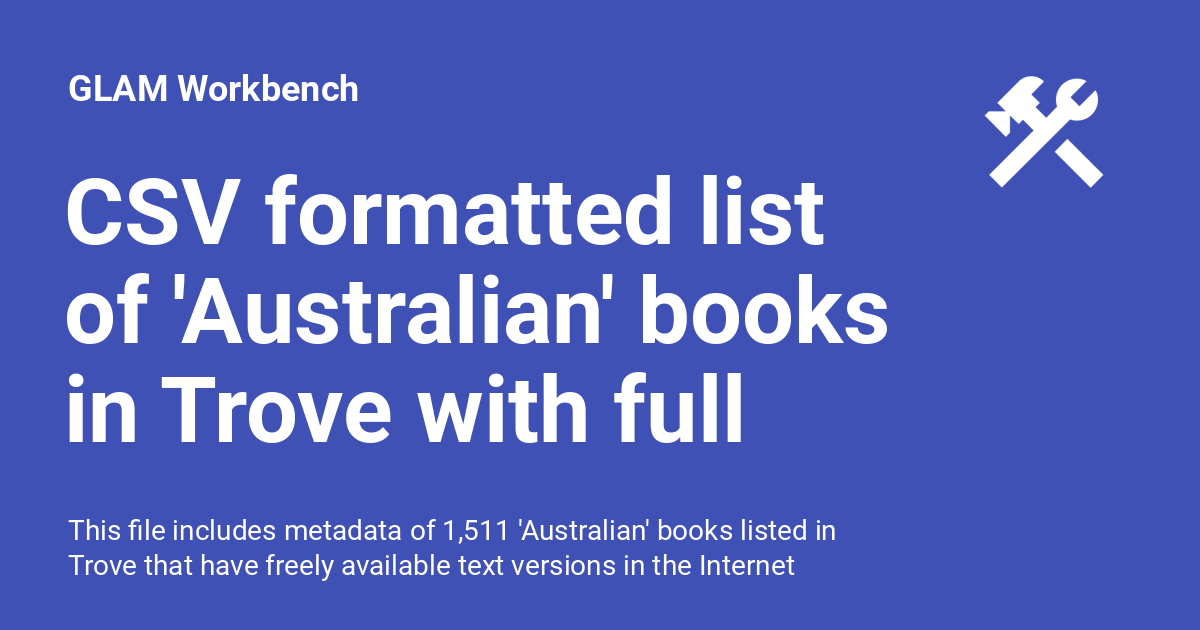 GLAM Workbench
CSV formatted list
of 'Australian' books
in Trove with full
This file includes metadata of 1,511 'Australian' books listed in
Trove that have freely available text versions in the Internet